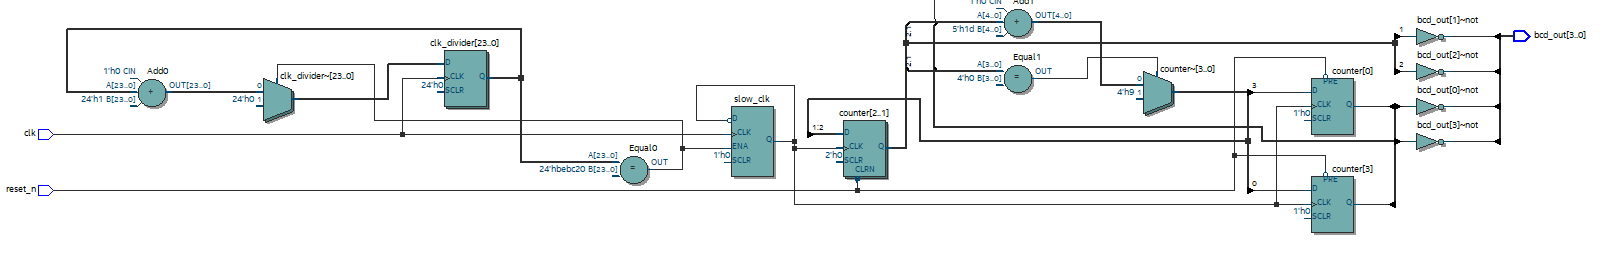 1'h0 CIN
Add1
A[4..0]
OUT[4..0]
5'h1d B[4..0]
2:1
2:1
bcd_out[1]~not
1
bcd_out[3..0]
clk_divider[23..0]
D
CLK
Q
24'h0
SCLR
Equal1
A[3..0]
OUT
=
4'h0 B[3..0]
bcd_out[2]~not
2
1'h0 CIN
Add0
A[23..0]
OUT[23..0]
+
24'h1 B[23..0]
clk_divider~[23..0]
0
24'h0
1
counter~[3..0]
0
4'h9
1
counter[0]
PRE
3
D
CLK
Q
1'h0
SCLR
bcd_out[0]~not
slow_clk
D
CLK
Q
ENA
1'h0
SCLR
counter[2..1]
1:2
D
CLK
Q
2'h0
SCLR
CLRN
bcd_out[3]~not
clk
Equal0
A[23..0]
OUT
=
24'hbebc20 B[23..0]
reset_n
counter[3]
PRE
0
D
CLK
Q
1'h0
SCLR